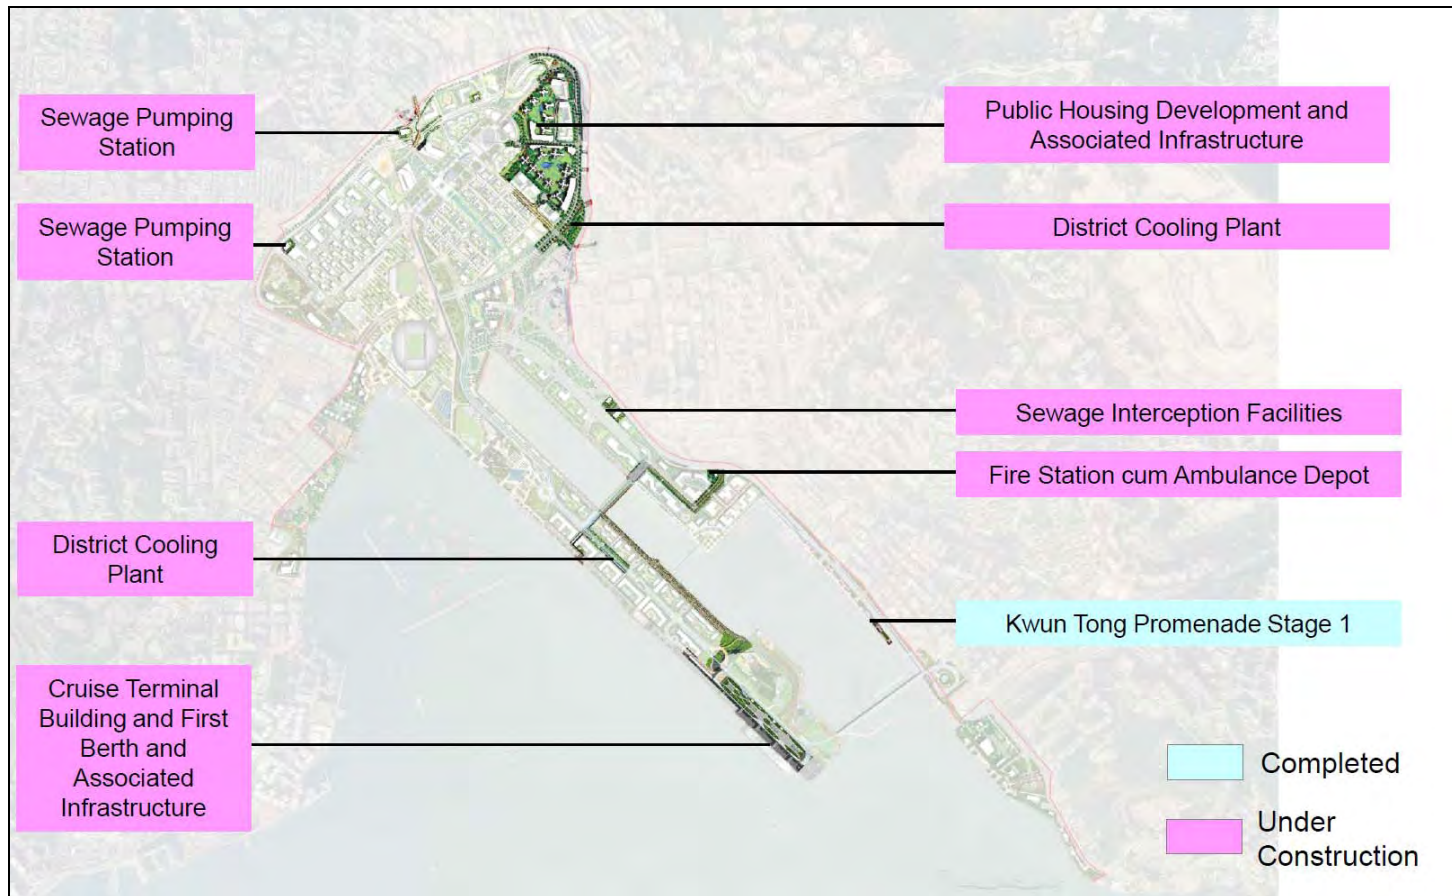 Sewage Pumping
Station
Sewage Pumping
Station
District Cooling
Plant
Cruise Terminal
Building and First
Berth and
Associated
Infrastructure
Public Housing Development and
Associated Infrastructure
District Cooling Plant
Sewage Interception Facilities
Fire Station cum Ambulance Depot
Kwun Tong Promenade Stage 1
Completed
Under
Construction